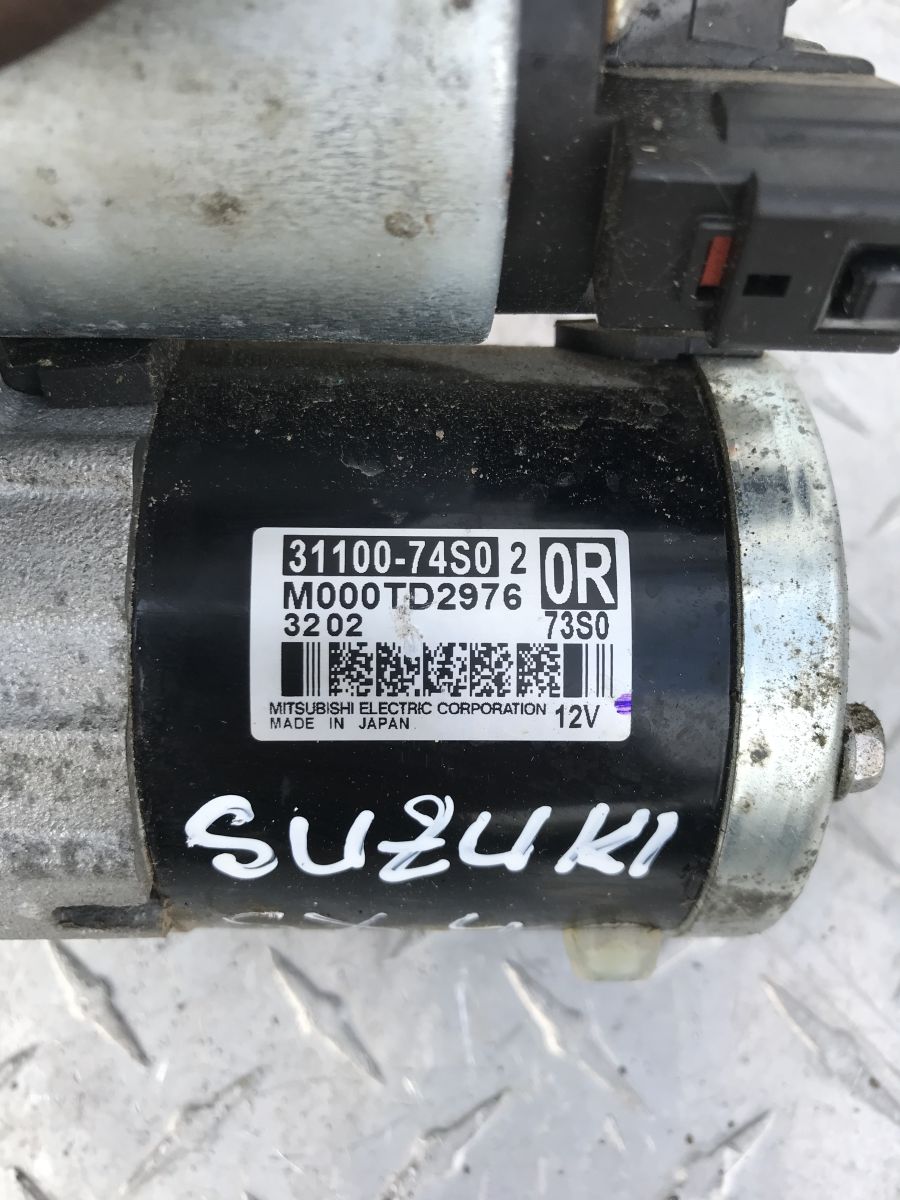 31100-74S0 2 0R
M000TD2976
3202 73S0
MITSUBISHI ELECTRIC CORPORATION 12V
MADE IN JAPAN
SUZUKI